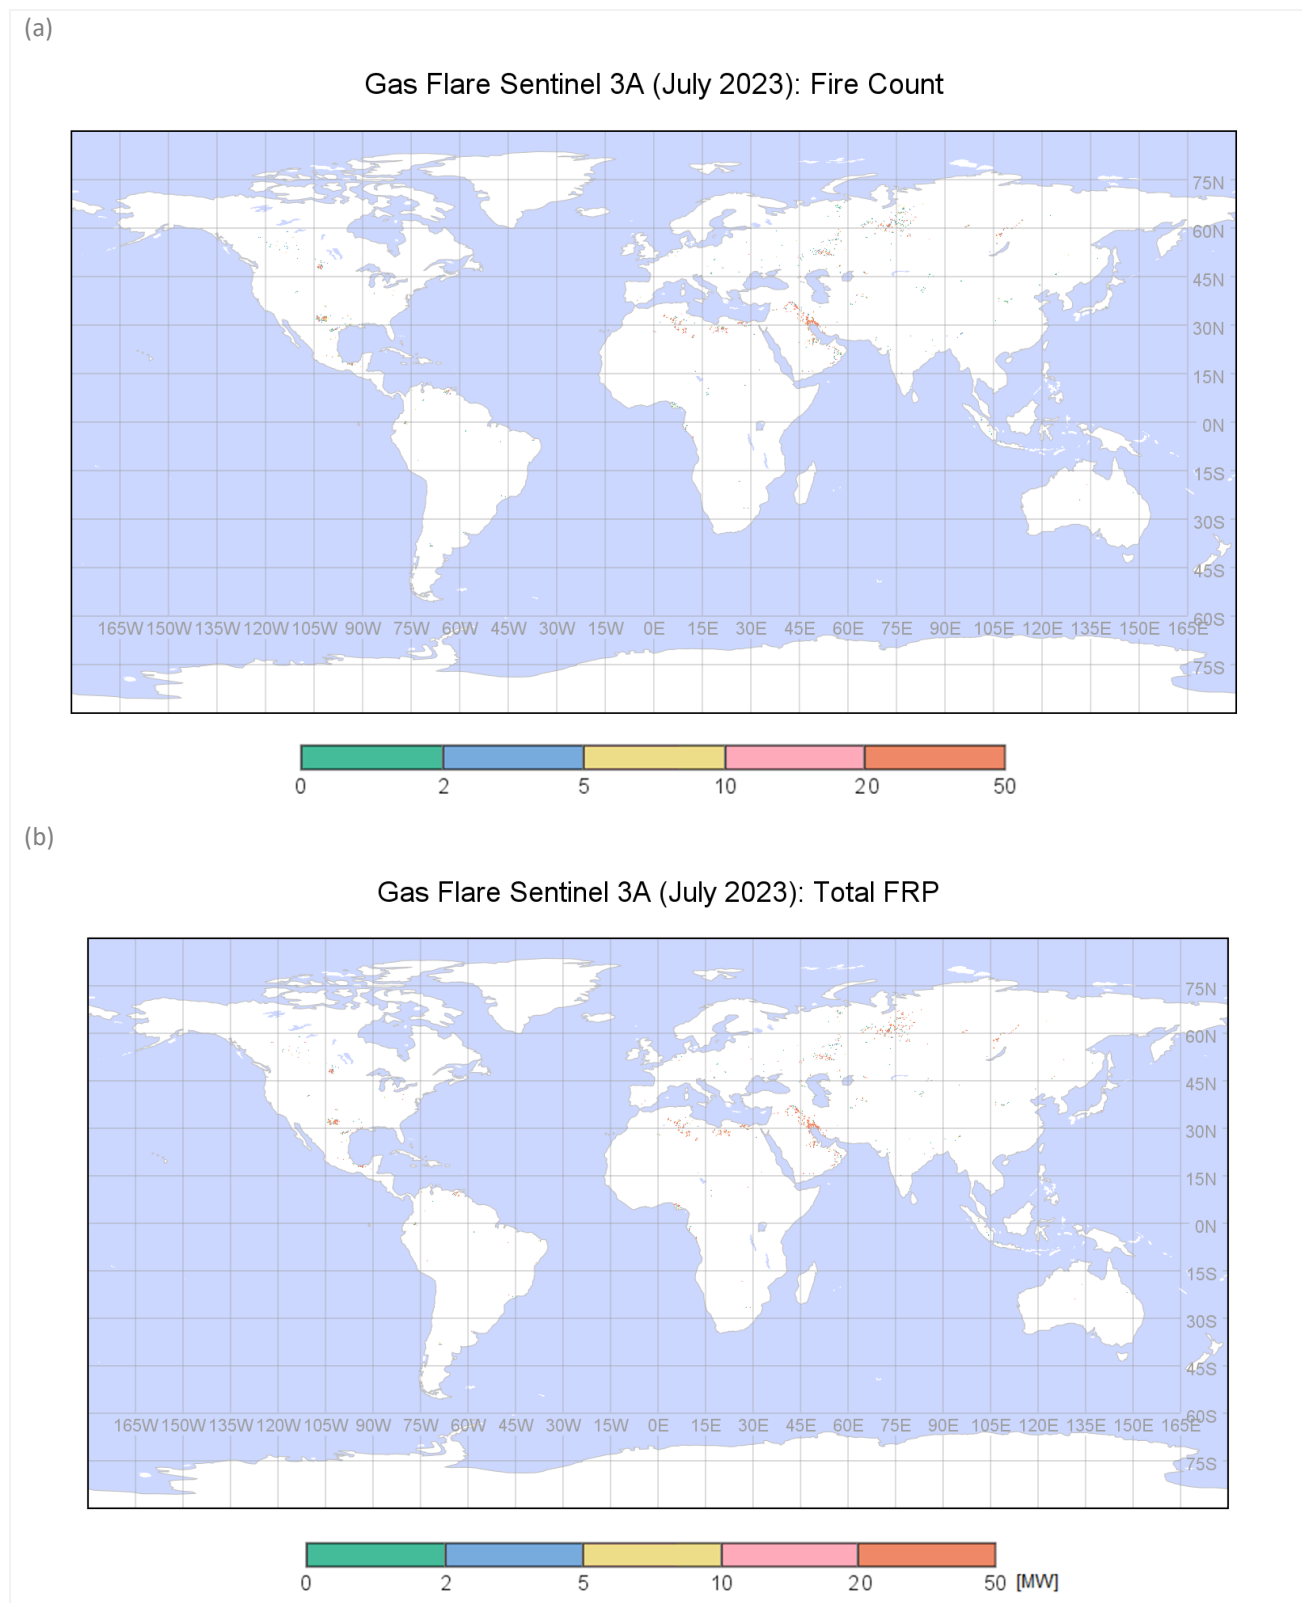 (a)
Gas Flare Sentinel 3A (July 2023): Fire Count
75N
60N
45N
30N
15N
0N
15S
30S
45S
60S
165W 150W 135W 120W 105W 90W 75W 60W 45W 30W 15W 0E 15E 30E 45E 60E 75E 90E 105E 120E 135E 150E 165E
75S
0 2 5 10 20 50
(b)
Gas Flare Sentinel 3A (July 2023): Total FRP
75N
60N
45N
30N
15N
0N
15S
30S
45S
60S
165W 150W 135W 120W 105W 90W 75W 60W 45W 30W 15W 0E 15E 30E 45E 60E 75E 90E 105E 120E 135E 150E 165E
75S
0 2 5 10 20 50 [MW]